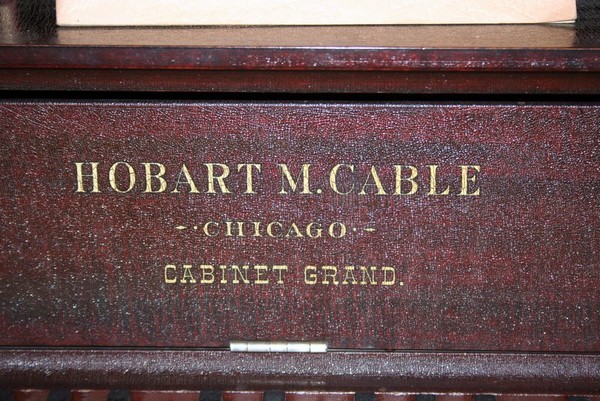 HOBART M. CABLE
-·CHICAGO·-
CABINET GRAND.